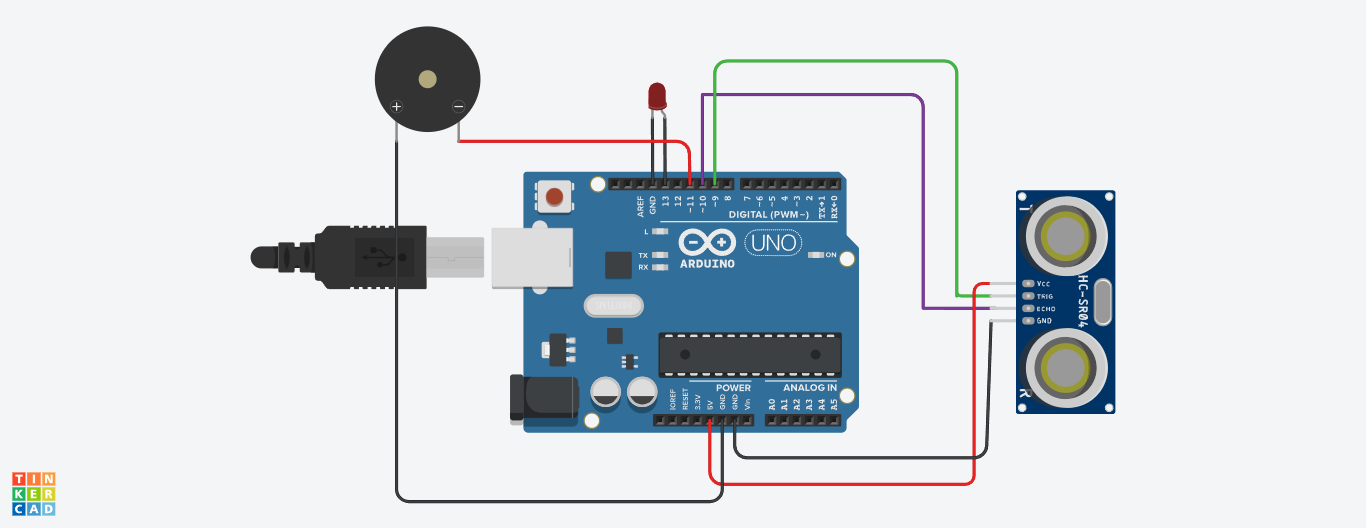 + −
AREF
GND
13
12
~11
~10
~9
8
7
~6
~5
4
~3
2
TX→1
RX←0
DIGITAL (PWM~)
L
TX
RX
ARDUINO
UNO
ON
T
Vcc
TRIG
ECHO
GND
HC-SR04
R
IOREF
RESET
3.3V
5V
GND
GND
Vin
POWER
ANALOG IN
A0
A1
A2
A3
A4
A5
TIN
KER
CAD